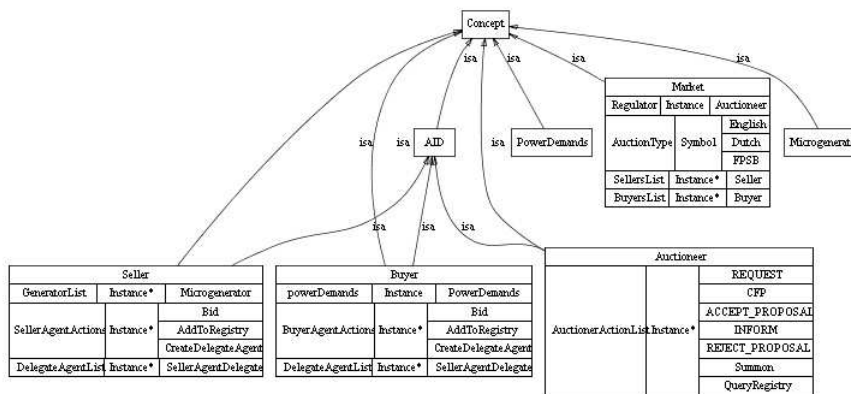 Concept
isa
isa
isa
isa
isa
isa
isa
isa
isa
isa
Market
Regulator Instance Auctioneer
AuctionType Symbol English
Dutch
FPSB
SellersList Instance* Seller
BuyersList Instance* Buyer
AID
PowerDemands
Microgenerat
Seller
GeneratorList Instance* Microgenerator
SellerAgentActions Instance* Bid
AddToRegistry
CreateDelegateAgent
DelegateAgentList Instance* SellerAgentDelegate
Buyer
powerDemands Instance PowerDemands
BuyerAgentActions Instance* Bid
AddToRegistry
CreateDelegateAgent
DelegateAgentList Instance* SellerAgentDelegate
Auctioneer
AuctionerActionList Instance* REQUEST
CFP
ACCEPT_PROPOSAL
INFORM
REJECT_PROPOSAL
Summon
QueryRegistry